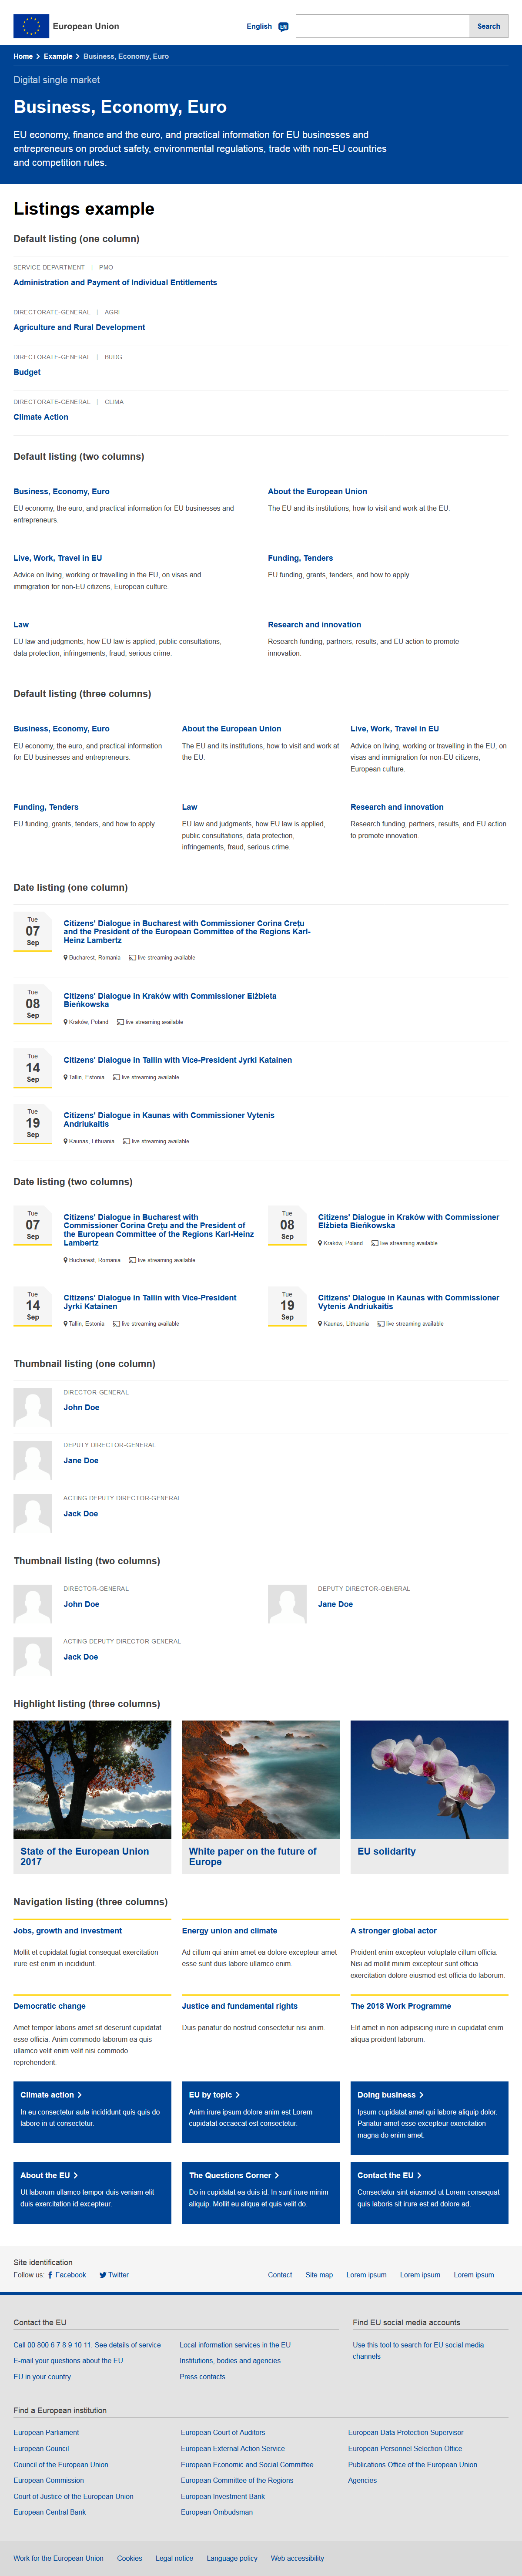 European Union
English EN
Search
Home > Example > Business, Economy, Euro
Digital single market
Business, Economy, Euro
EU economy, finance and the euro, and practical information for EU businesses and
entrepreneurs on product safety, environmental regulations, trade with non-EU countries
and competition rules.
Listings example
Default listing (one column)
SERVICE DEPARTMENT | PMO
Administration and Payment of Individual Entitlements
DIRECTORATE-GENERAL | AGRI
Agriculture and Rural Development
DIRECTORATE-GENERAL | BUDG
Budget
DIRECTORATE-GENERAL | CLIMA
Climate Action
Default listing (two columns)
Business, Economy, Euro
EU economy, the euro, and practical information for EU businesses and
entrepreneurs.
About the European Union
The EU and its institutions, how to visit and work at the EU.
Live, Work, Travel in EU
Advice on living, working or travelling in the EU, on visas and
immigration for non-EU citizens, European culture.
Funding, Tenders
EU funding, grants, tenders, and how to apply.
Law
EU law and judgments, how EU law is applied, public consultations,
data protection, infringements, fraud, serious crime.
Research and innovation
Research funding, partners, results, and EU action to promote
innovation.
Default listing (three columns)
Business, Economy, Euro
EU economy, the euro, and practical information
for EU businesses and entrepreneurs.
About the European Union
The EU and its institutions, how to visit and work at
the EU.
Live, Work, Travel in EU
Advice on living, working or travelling in the EU, on
visas and immigration for non-EU citizens,
European culture.
Funding, Tenders
EU funding, grants, tenders, and how to apply.
Law
EU law and judgments, how EU law is applied,
public consultations, data protection,
infringements, fraud, serious crime.
Research and innovation
Research funding, partners, results, and EU action
to promote innovation.
Date listing (one column)
Tue
07
Sep
Citizens' Dialogue in Bucharest with Commissioner Corina Crețu
and the President of the European Committee of the Regions Karl-
Heinz Lambertz
Bucharest, Romania live streaming available
Tue
08
Sep
Citizens' Dialogue in Kraków with Commissioner Elżbieta
Bieńkowska
Kraków, Poland live streaming available
Tue
14
Sep
Citizens' Dialogue in Tallin with Vice-President Jyrki Katainen
Tallin, Estonia live streaming available
Tue
19
Sep
Citizens' Dialogue in Kaunas with Commissioner Vytenis
Andriukaitis
Kaunas, Lithuania live streaming available
Date listing (two columns)
Tue
07
Sep
Citizens' Dialogue in Bucharest with
Commissioner Corina Crețu and the President of
the European Committee of the Regions Karl-Heinz
Lambertz
Bucharest, Romania live streaming available
Tue
08
Sep
Citizens' Dialogue in Kraków with Commissioner
Elżbieta Bieńkowska
Kraków, Poland live streaming available
Tue
14
Sep
Citizens' Dialogue in Tallin with Vice-President
Jyrki Katainen
Tallin, Estonia live streaming available
Tue
19
Sep
Citizens' Dialogue in Kaunas with Commissioner
Vytenis Andriukaitis
Kaunas, Lithuania live streaming available
Thumbnail listing (one column)
DIRECTOR-GENERAL
John Doe
DEPUTY DIRECTOR-GENERAL
Jane Doe
ACTING DEPUTY DIRECTOR-GENERAL
Jack Doe
Thumbnail listing (two columns)
DIRECTOR-GENERAL
John Doe
DEPUTY DIRECTOR-GENERAL
Jane Doe
ACTING DEPUTY DIRECTOR-GENERAL
Jack Doe
Highlight listing (three columns)
State of the European Union
2017
White paper on the future of
Europe
EU solidarity
Navigation listing (three columns)
Jobs, growth and investment
Mollit et cupidatat fugiat consequat exercitation
irure est enim in incididunt.
Energy union and climate
Ad cillum qui anim amet ea dolore excepteur amet
esse sunt duis labore ullamco enim.
A stronger global actor
Proident enim excepteur voluptate cillum officia.
Nisi ad mollit minim excepteur sunt officia
exercitation dolore eiusmod est officia do laborum.
Democratic change
Amet tempor laboris amet sit deserunt cupidatat
esse officia. Anim commodo laborum ea quis
ullamco velit enim velit nisi commodo
reprehenderit.
Justice and fundamental rights
Duis pariatur do nostrud consectetur nisi anim.
The 2018 Work Programme
Elit amet in non adipisicing irure in cupidatat enim
aliqua proident laborum.
Climate action >
In eu consectetur aute incididunt quis quis do
labore in ut consectetur.
EU by topic >
Anim irure ipsum dolore anim est Lorem
cupidatat occaecat est consectetur.
Doing business >
Ipsum cupidatat amet qui labore aliquip dolor.
Pariatur amet esse excepteur exercitation
magna do enim amet.
About the EU >
Ut laborum ullamco tempor duis veniam elit
duis exercitation id excepteur.
The Questions Corner >
Do in cupidatat ea duis id. In sunt irure minim
aliquip. Mollit eu aliqua et quis velit do.
Contact the EU >
Consectetur sint eiusmod ut Lorem consequat
quis laboris sit irure est ad dolore ad.
Site identification
Follow us: Facebook Twitter
Contact Site map Lorem ipsum Lorem ipsum Lorem ipsum
Contact the EU
Call 00 800 6 7 8 9 10 11. See details of service
E-mail your questions about the EU
EU in your country
Local information services in the EU
Institutions, bodies and agencies
Press contacts
Find EU social media accounts
Use this tool to search for EU social media
channels
Find a European institution
European Parliament
European Council
Council of the European Union
European Commission
Court of Justice of the European Union
European Central Bank
European Court of Auditors
European External Action Service
European Economic and Social Committee
European Committee of the Regions
European Investment Bank
European Ombudsman
European Data Protection Supervisor
European Personnel Selection Office
Publications Office of the European Union
Agencies
Work for the European Union Cookies Legal notice Language policy Web accessibility